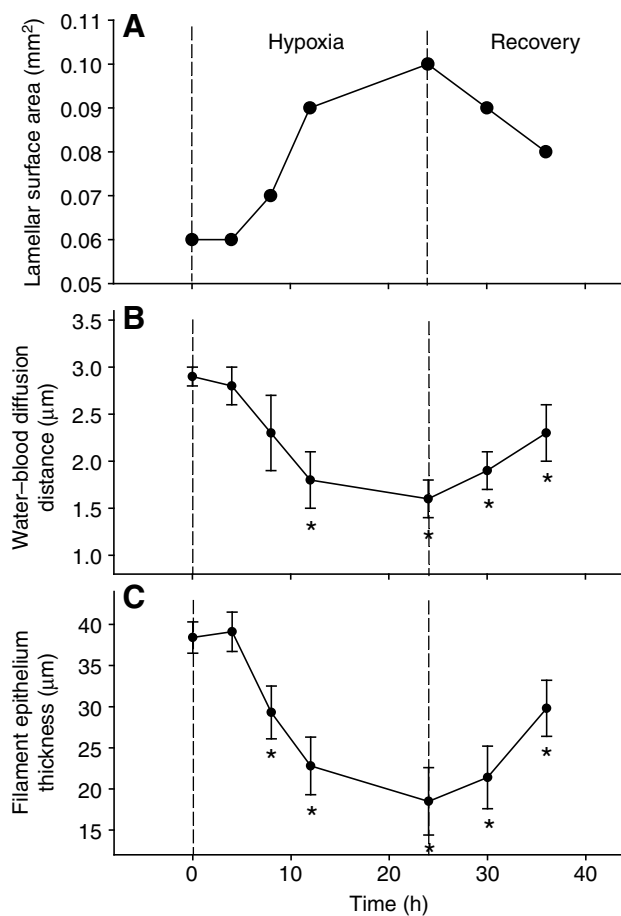 A
Hypoxia
Recovery
Lamellar surface area (mm²)
0.10
0.09
0.08
0.07
0.06
0.05
B
Water–blood diffusion
distance (μm)
3.5
3.0
2.5
2.0
1.5
1.0
*
*
*
*
C
Filament epithelium
thickness (μm)
40
35
30
25
20
15
*
*
*
*
*
0
10
20
30
40
Time (h)